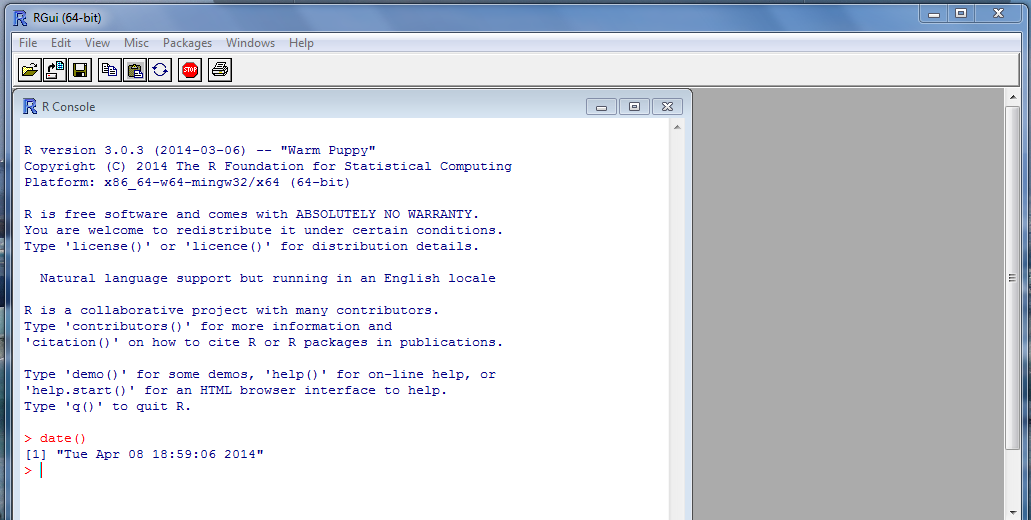 RGui (64-bit)
File Edit View Misc Packages Windows Help
STOP
R Console
R version 3.0.3 (2014-03-06) -- "Warm Puppy"
Copyright (C) 2014 The R Foundation for Statistical Computing
Platform: x86_64-w64-mingw32/x64 (64-bit)
R is free software and comes with ABSOLUTELY NO WARRANTY.
You are welcome to redistribute it under certain conditions.
Type 'license()' or 'licence()' for distribution details.
  Natural language support but running in an English locale
R is a collaborative project with many contributors.
Type 'contributors()' for more information and
'citation()' on how to cite R or R packages in publications.
Type 'demo()' for some demos, 'help()' for on-line help, or
'help.start()' for an HTML browser interface to help.
Type 'q()' to quit R.
> date()
[1] "Tue Apr 08 18:59:06 2014"
>